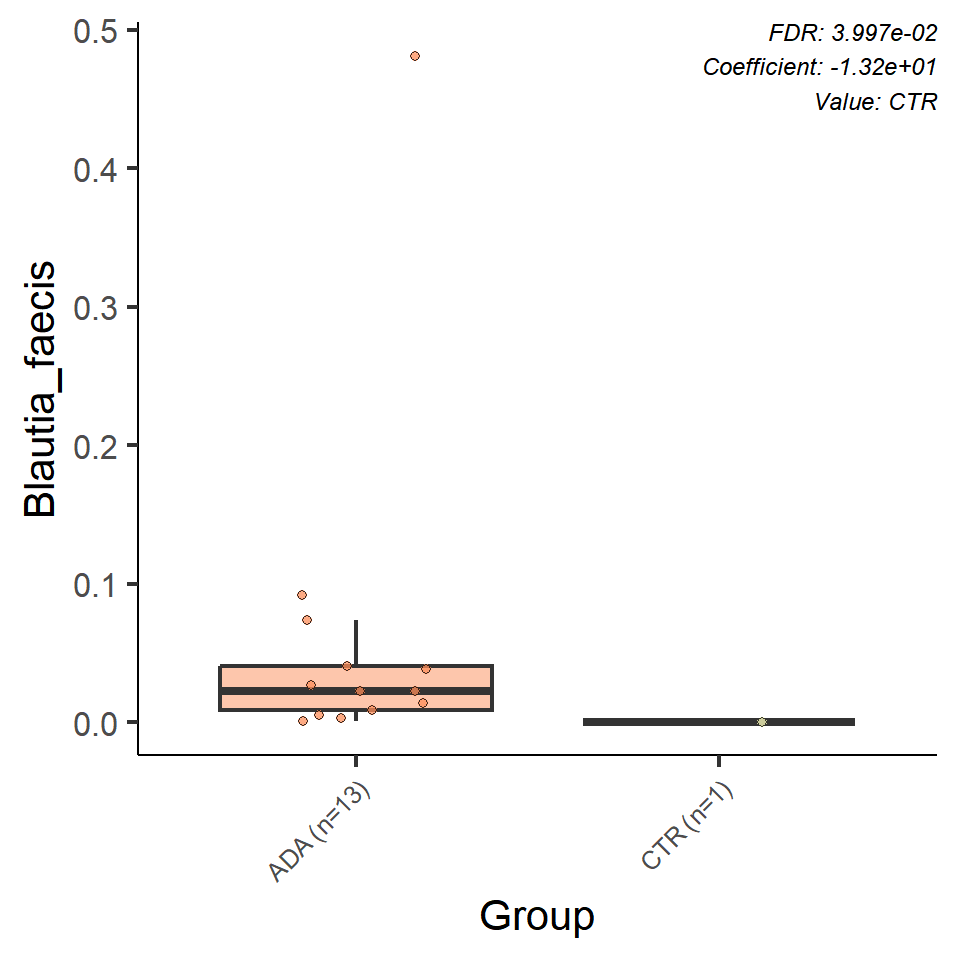 FDR: 3.997e-02
Coefficient: -1.32e+01
Value: CTR
0.5
0.4
0.3
0.2
0.1
0.0
Blautia_faecis
ADA (n=13)
CTR (n=1)
Group